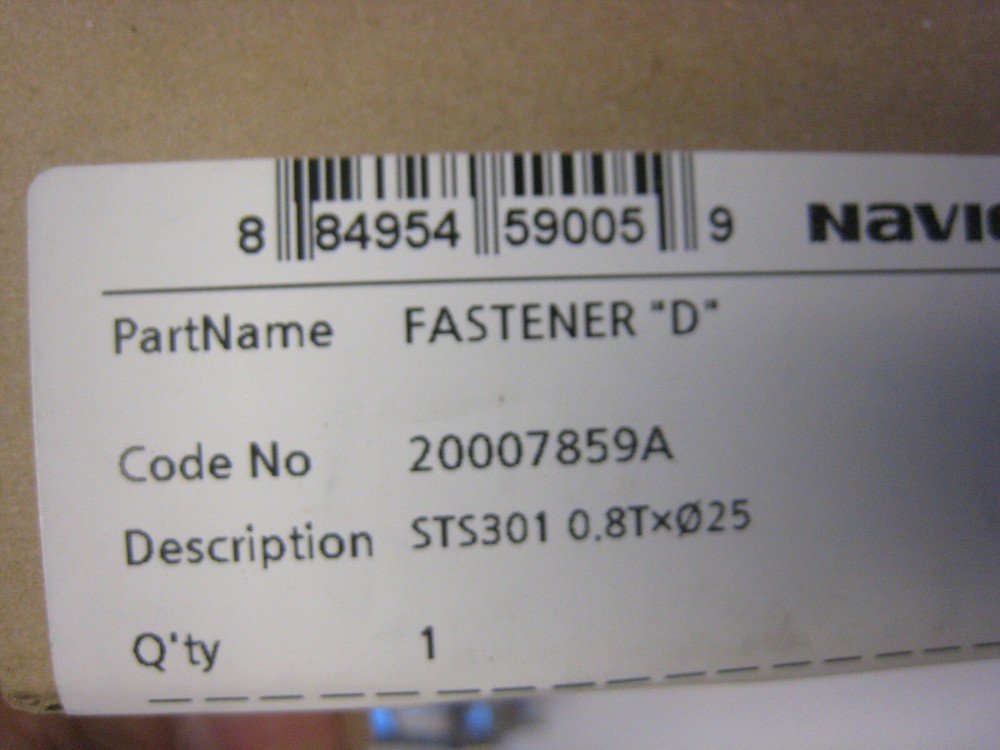 8 84954 59005 9
PartName FASTENER "D"
Code No 20007859A
Description STS301 0.8T×Ø25
Q'ty 1